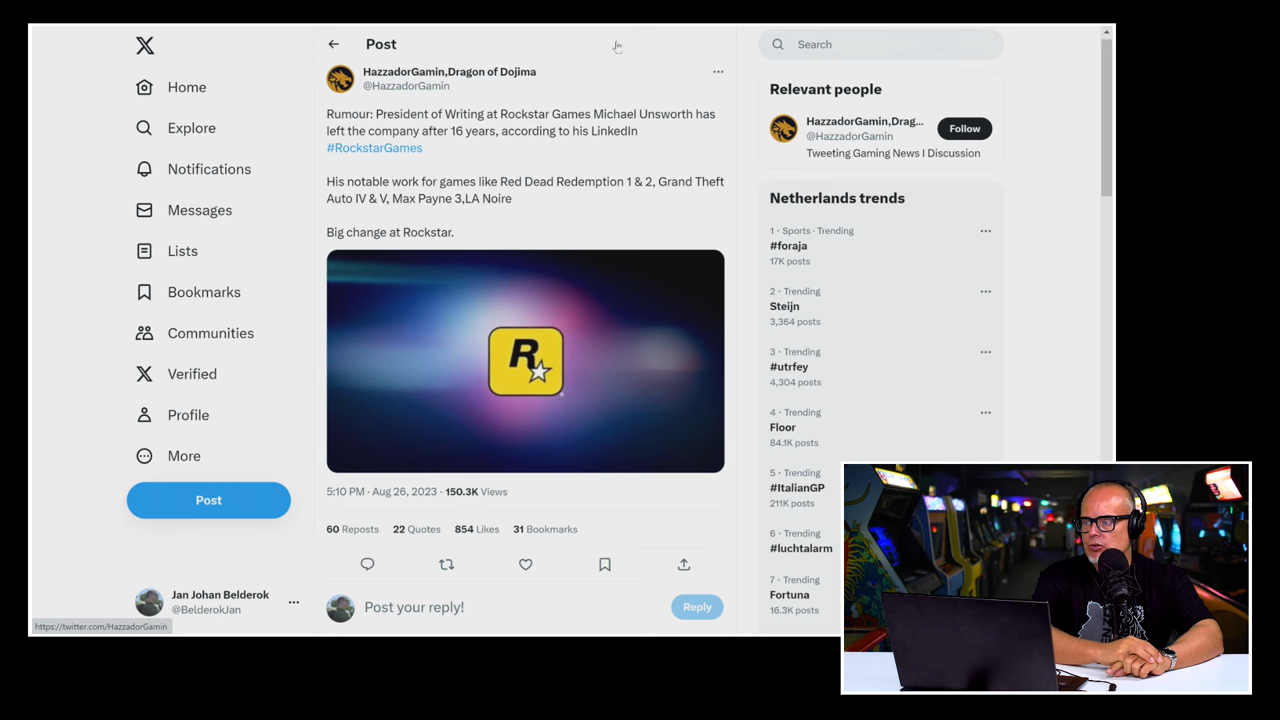 Post
Search
HazzadorGamin,Dragon of Dojima
@HazzadorGamin
Rumour: President of Writing at Rockstar Games Michael Unsworth has
left the company after 16 years, according to his LinkedIn
#RockstarGames
His notable work for games like Red Dead Redemption 1 & 2, Grand Theft
Auto IV & V, Max Payne 3,LA Noire
Big change at Rockstar.
R
5:10 PM · Aug 26, 2023 · 150.3K Views
60 Reposts 22 Quotes 854 Likes 31 Bookmarks
Post your reply!
Reply
Home
Explore
Notifications
Messages
Lists
Bookmarks
Communities
Verified
Profile
More
Post
Jan Johan Belderok
@BelderokJan
https://twitter.com/HazzadorGamin
Relevant people
HazzadorGamin,Drag...
@HazzadorGamin
Follow
Tweeting Gaming News I Discussion
Netherlands trends
1 · Sports · Trending
#foraja
17K posts
2 · Trending
Steijn
3,364 posts
3 · Trending
#utrfey
4,304 posts
4 · Trending
Floor
84.1K posts
5 · Trending
#ItalianGP
211K posts
6 · Trending
#luchtalarm
7 · Trending
Fortuna
16.3K posts